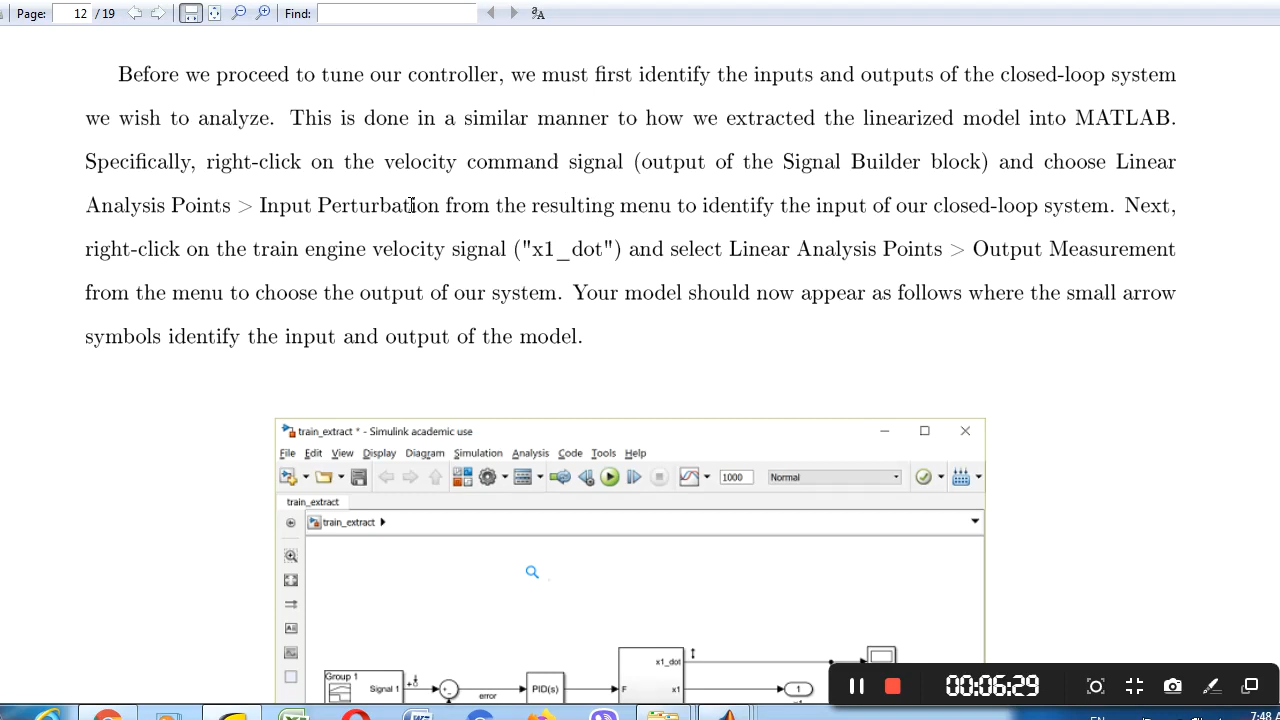 Page: 12 / 19 Find:
Before we proceed to tune our controller, we must first identify the inputs and outputs of the closed-loop system
we wish to analyze. This is done in a similar manner to how we extracted the linearized model into MATLAB.
Specifically, right-click on the velocity command signal (output of the Signal Builder block) and choose Linear
Analysis Points > Input Perturbation from the resulting menu to identify the input of our closed-loop system. Next,
right-click on the train engine velocity signal ("x1_dot") and select Linear Analysis Points > Output Measurement
from the menu to choose the output of our system. Your model should now appear as follows where the small arrow
symbols identify the input and output of the model.
train_extract * - Simulink academic use
File Edit View Display Diagram Simulation Analysis Code Tools Help
1000 Normal
train_extract
train_extract
x1_dot
Group 1
Signal 1
error
PID(s)
F
x1
1
00:06:29